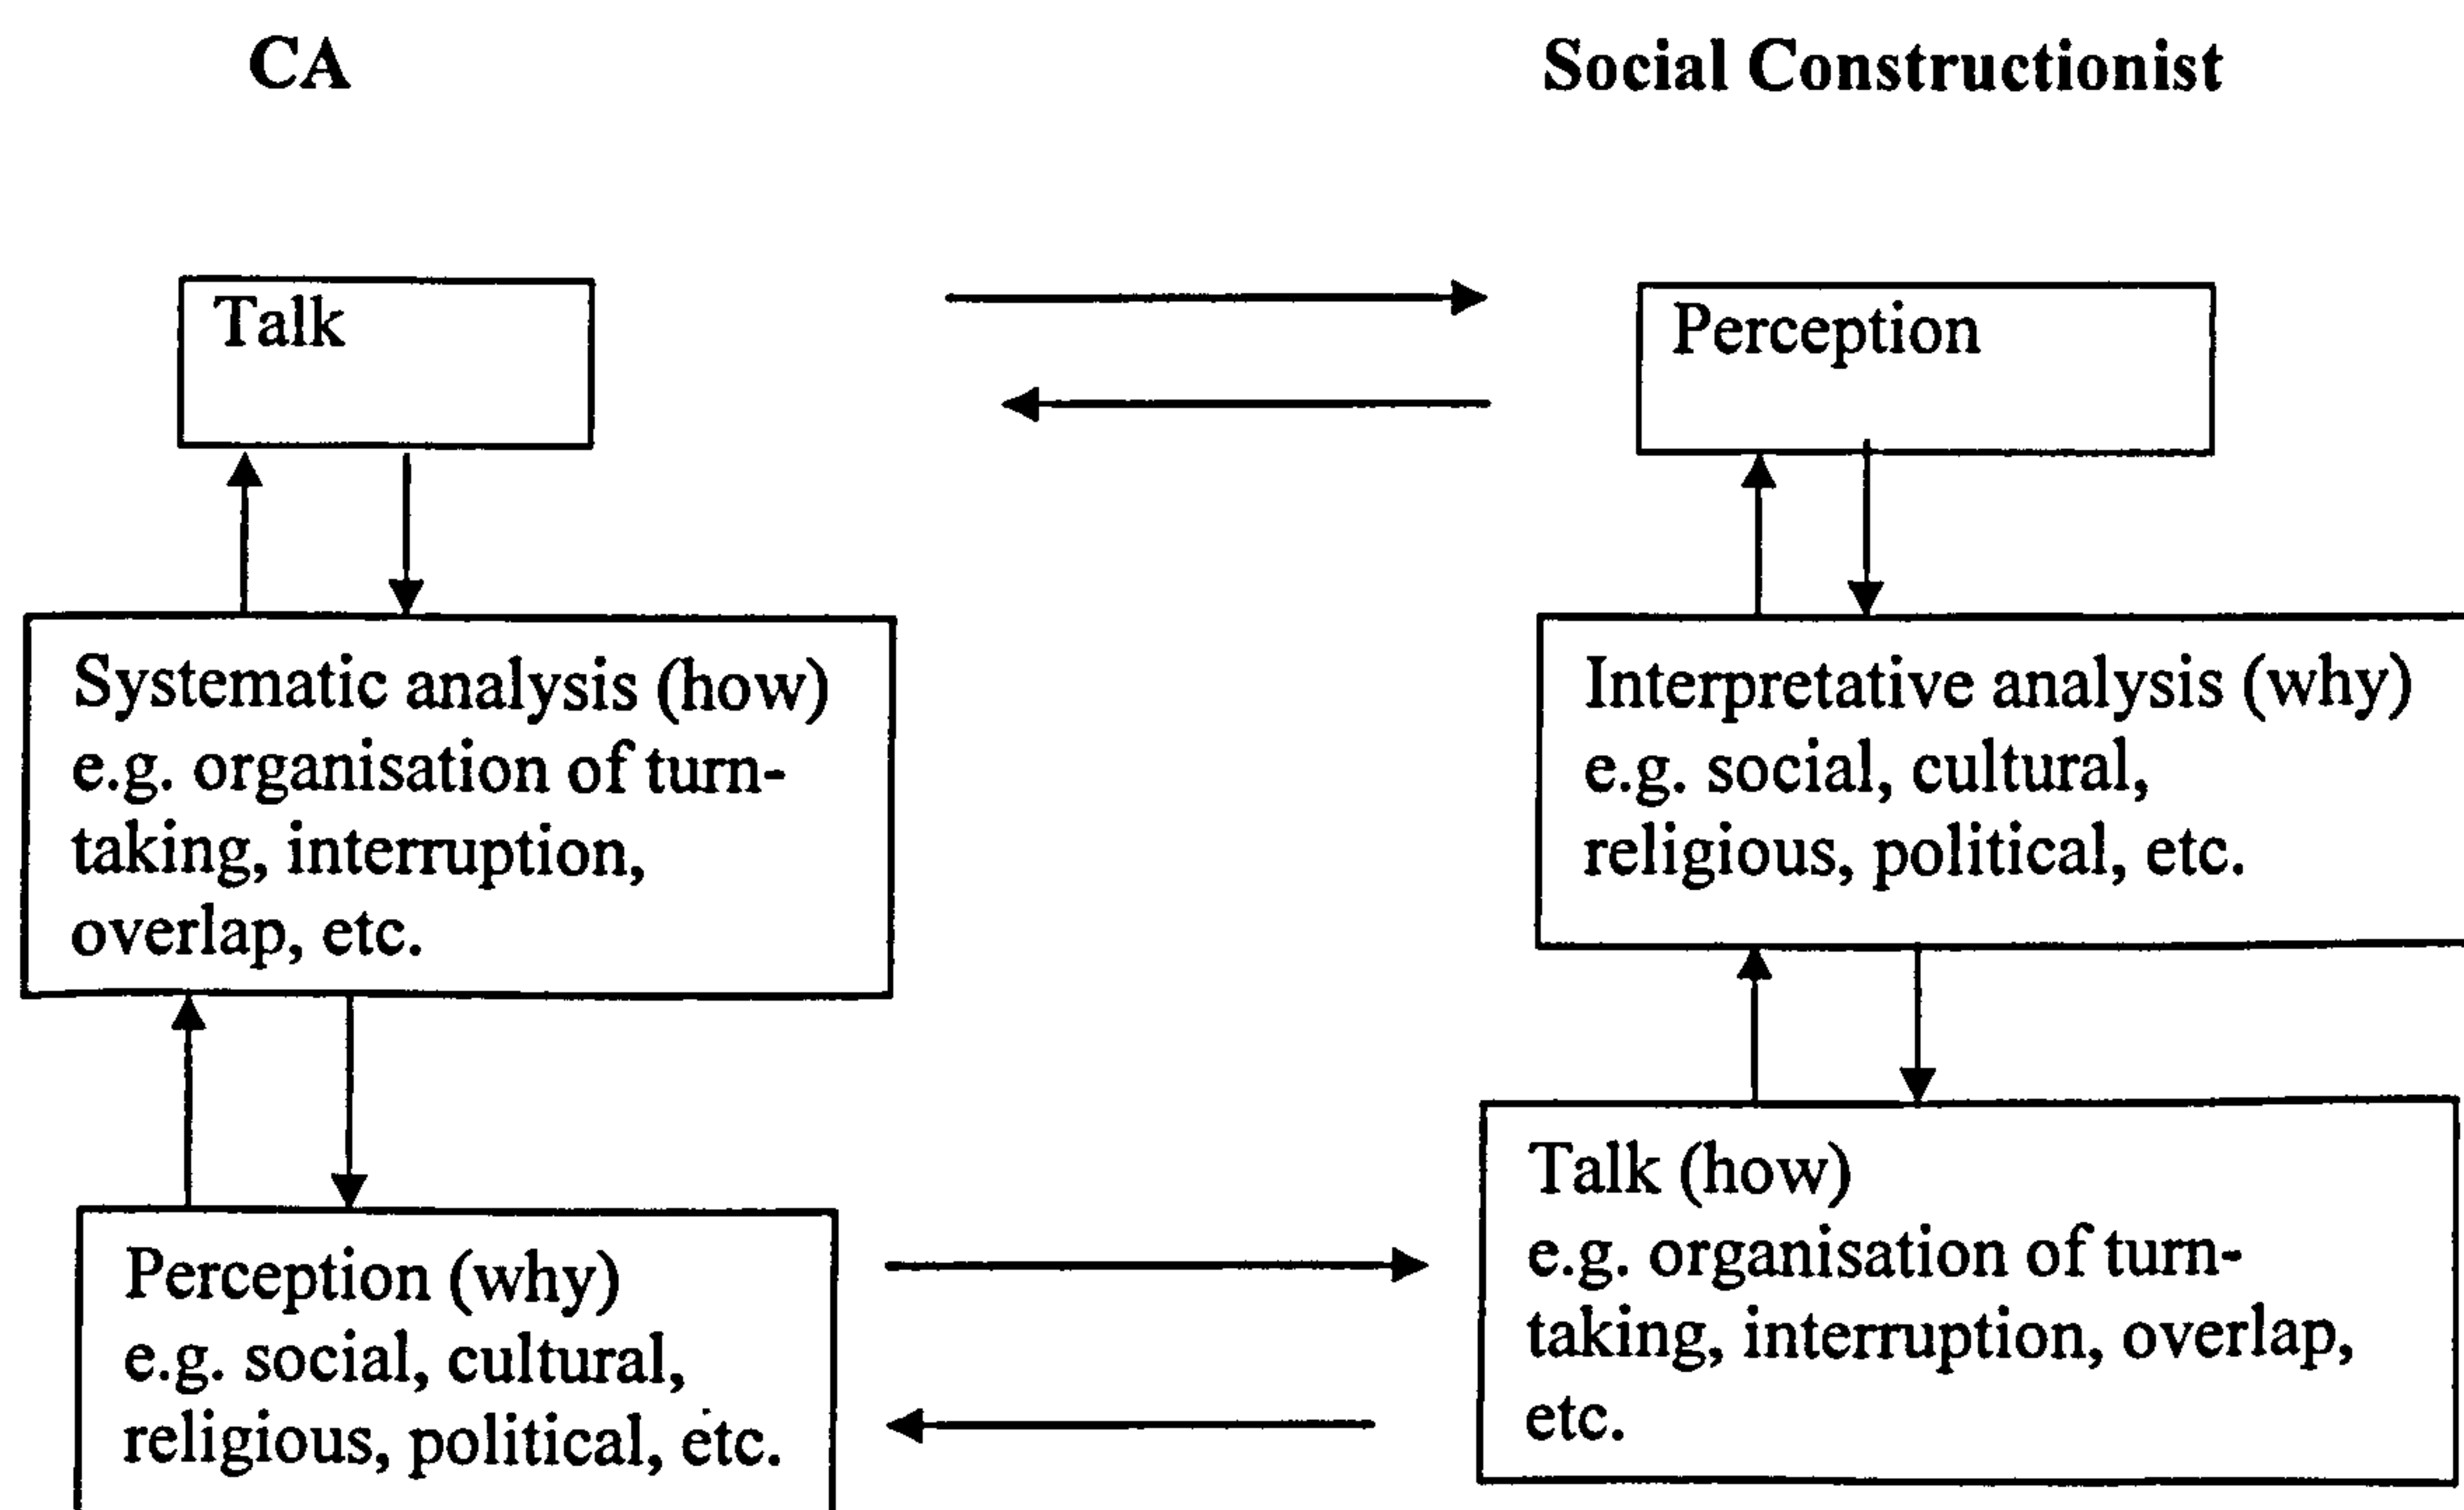 CA
Social Constructionist
Talk
Perception
Systematic analysis (how)
e.g. organisation of turn-
taking, interruption,
overlap, etc.
Interpretative analysis (why)
e.g. social, cultural,
religious, political, etc.
Perception (why)
e.g. social, cultural,
religious, political, etc.
Talk (how)
e.g. organisation of turn-
taking, interruption, overlap,
etc.